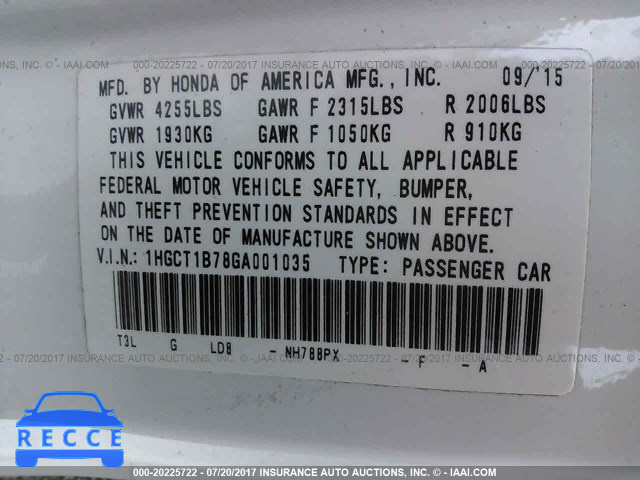 000-20225722 - 07/20/2017 INSURANCE AUTO AUCTIONS, INC. - © - IAAI.COM
MFD. BY HONDA OF AMERICA MFG., INC. 09/'15
GVWR 4255LBS GAWR F 2315LBS R 2006LBS
GVWR 1930KG GAWR F 1050KG R 910KG
THIS VEHICLE CONFORMS TO ALL APPLICABLE
FEDERAL MOTOR VEHICLE SAFETY, BUMPER,
AND THEFT PREVENTION STANDARDS IN EFFECT
ON THE DATE OF MANUFACTURE SHOWN ABOVE.
V.I.N.: 1HGCT1B78GA001035 TYPE: PASSENGER CAR
T3L G LD8 - NH788PX - F - A
RECCE
000-20225722 - 07/20/2017 INSURANCE AUTO AUCTIONS, INC. - © - IAAI.COM